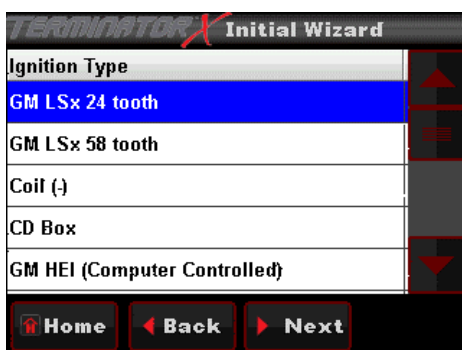 TERMINATOR X Initial Wizard
Ignition Type
GM LSx 24 tooth
GM LSx 58 tooth
Coil (-)
CD Box
GM HEI (Computer Controlled)
Home Back Next